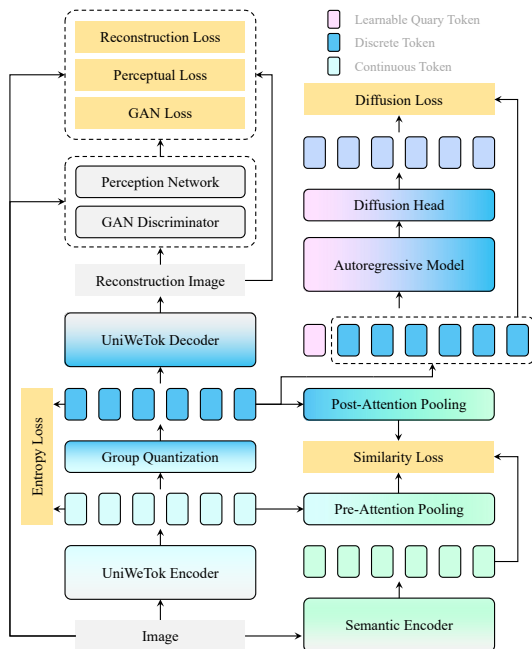 Learnable Quary Token
Discrete Token
Continuous Token
Reconstruction Loss
Perceptual Loss
GAN Loss
Perception Network
GAN Discriminator
Reconstruction Image
UniWeTok Decoder
Entropy Loss
Group Quantization
UniWeTok Encoder
Image
Diffusion Loss
Diffusion Head
Autoregressive Model
Post-Attention Pooling
Similarity Loss
Pre-Attention Pooling
Semantic Encoder